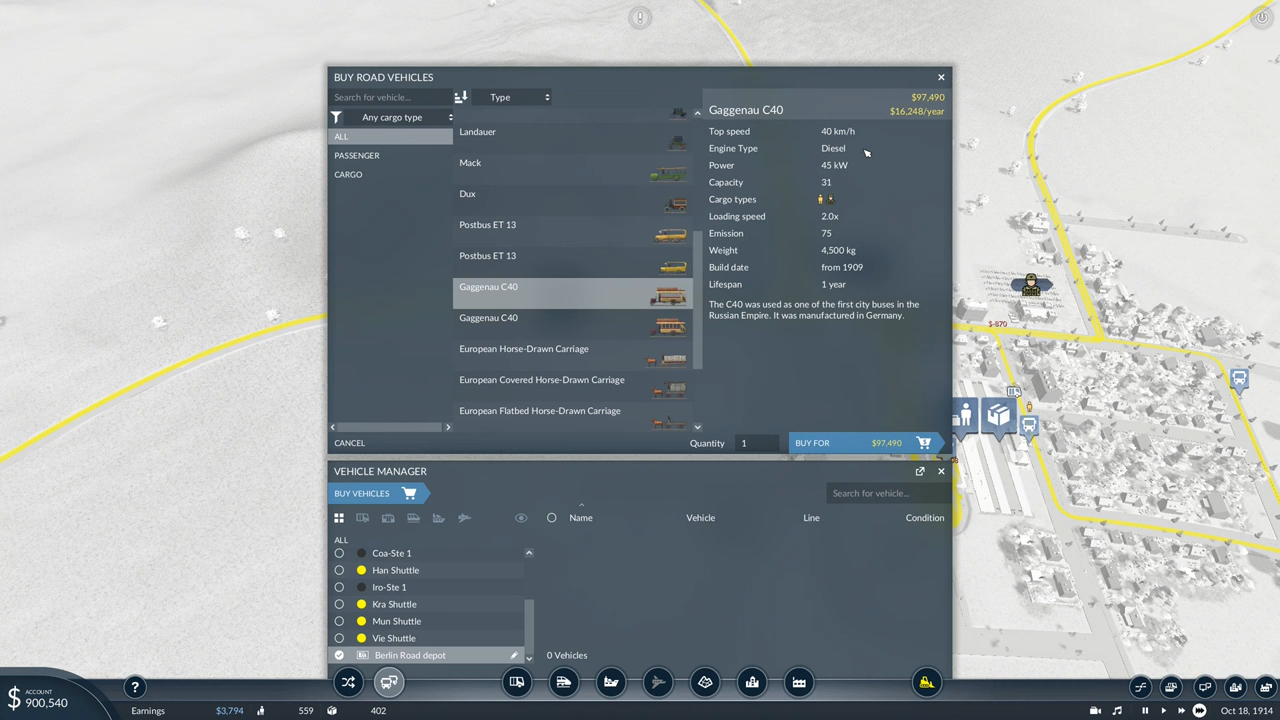 BUY ROAD VEHICLES
Search for vehicle...
Type
Any cargo type
ALL
PASSENGER
CARGO
Landauer
Mack
Dux
Postbus ET 13
Postbus ET 13
Gaggenau C40
Gaggenau C40
European Horse-Drawn Carriage
European Covered Horse-Drawn Carriage
European Flatbed Horse-Drawn Carriage
$97,490
Gaggenau C40
$16,248/year
Top speed 40 km/h
Engine Type Diesel
Power 45 kW
Capacity 31
Cargo types
Loading speed 2.0x
Emission 75
Weight 4,500 kg
Build date from 1909
Lifespan 1 year
The C40 was used as one of the first city buses in the
Russian Empire. It was manufactured in Germany.
CANCEL
Quantity 1
BUY FOR $97,490
VEHICLE MANAGER
BUY VEHICLES
Search for vehicle...
Name Vehicle Line Condition
ALL
Coa-Ste 1
Han Shuttle
Iro-Ste 1
Kra Shuttle
Mun Shuttle
Vie Shuttle
Berlin Road depot
0 Vehicles
$ ACCOUNT
900,540
?
Earnings $3,794 559 402
Oct 18, 1914